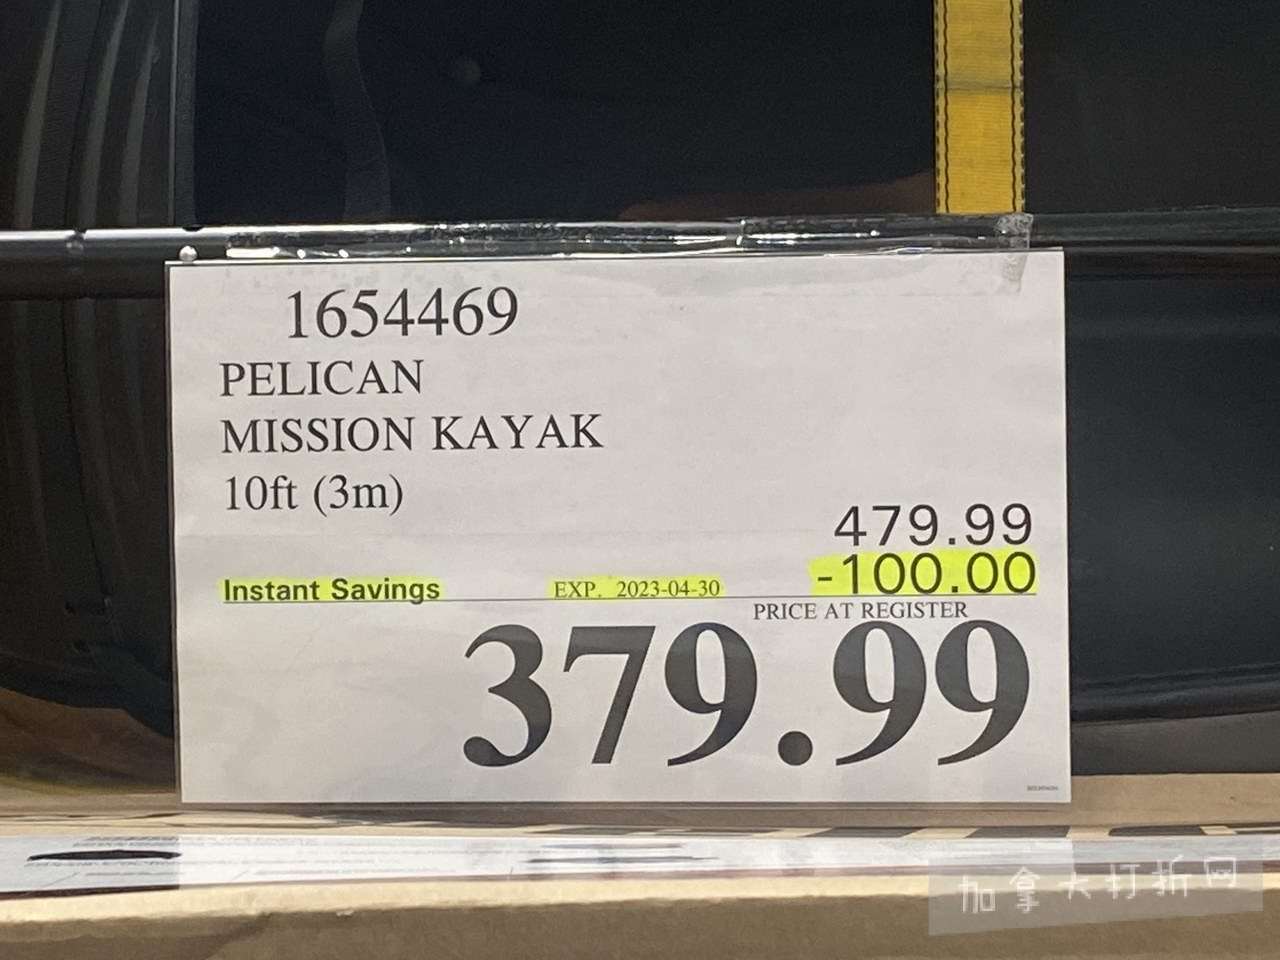 1654469
PELICAN
MISSION KAYAK
10ft (3m)
479.99
Instant Savings EXP. 2023-04-30 -100.00
PRICE AT REGISTER
379.99
加拿大打折网